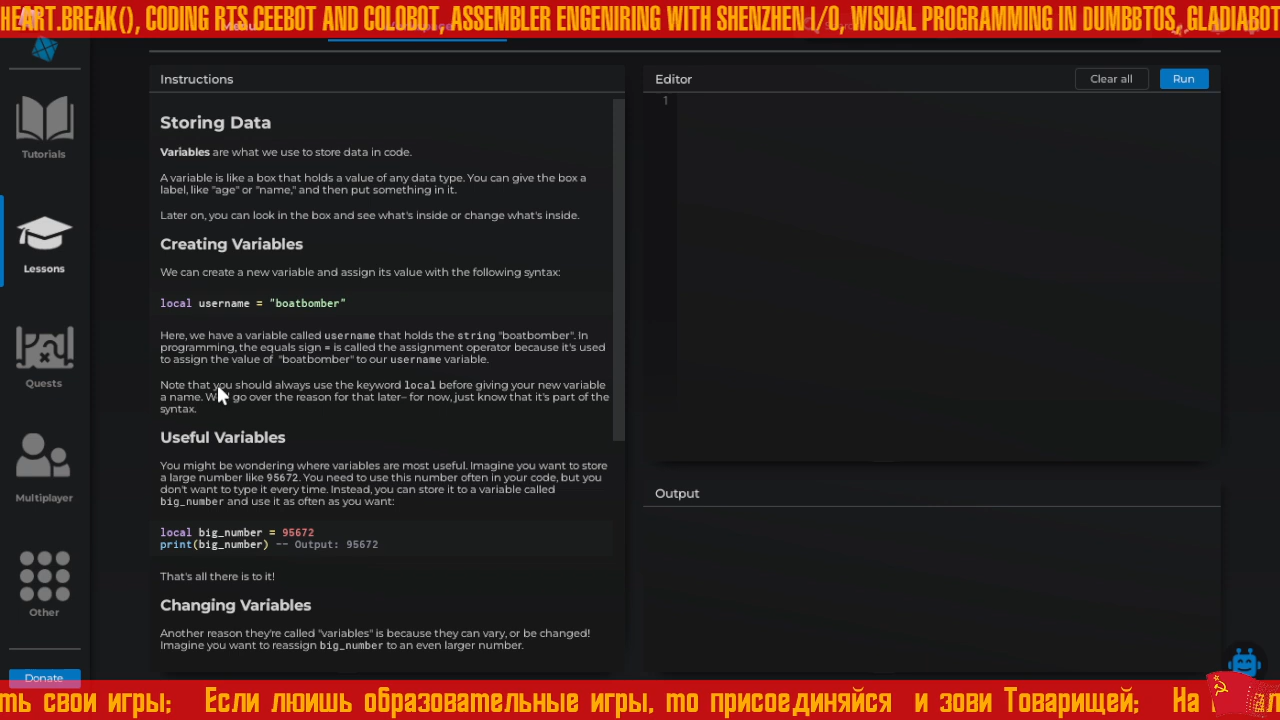 HEART.BREAK(), CODING RTS CEEBOT AND COLOBOT, ASSEMBLER ENGENIRING WITH SHENZHEN I/O, WISUAL PROGRAMMING IN DUMBBTOS, GLADIABOT
Instructions
Storing Data
Variables are what we use to store data in code.
A variable is like a box that holds a value of any data type. You can give the box a
label, like "age" or "name," and then put something in it.
Later on, you can look in the box and see what's inside or change what's inside.
Creating Variables
We can create a new variable and assign its value with the following syntax:
local username = "boatbomber"
Here, we have a variable called username that holds the string "boatbomber". In
programming, the equals sign = is called the assignment operator because it's used
to assign the value of "boatbomber" to our username variable.
Note that you should always use the keyword local before giving your new variable
a name. go over the reason for that later– for now, just know that it's part of the
syntax.
Useful Variables
You might be wondering where variables are most useful. Imagine you want to store
a large number like 95672. You need to use this number often in your code, but you
don't want to type it every time. Instead, you can store it to a variable called
big_number and use it as often as you want:
local big_number = 95672
print(big_number) -- Output: 95672
That's all there is to it!
Changing Variables
Another reason they're called "variables" is because they can vary, or be changed!
Imagine you want to reassign big_number to an even larger number.
Editor
Clear all
Run
1
Output
Tutorials
Lessons
Quests
Multiplayer
Other
Donate
ть свои игры; Если люишь образовательные игры, то присоединяйся и зови Товарищей; На